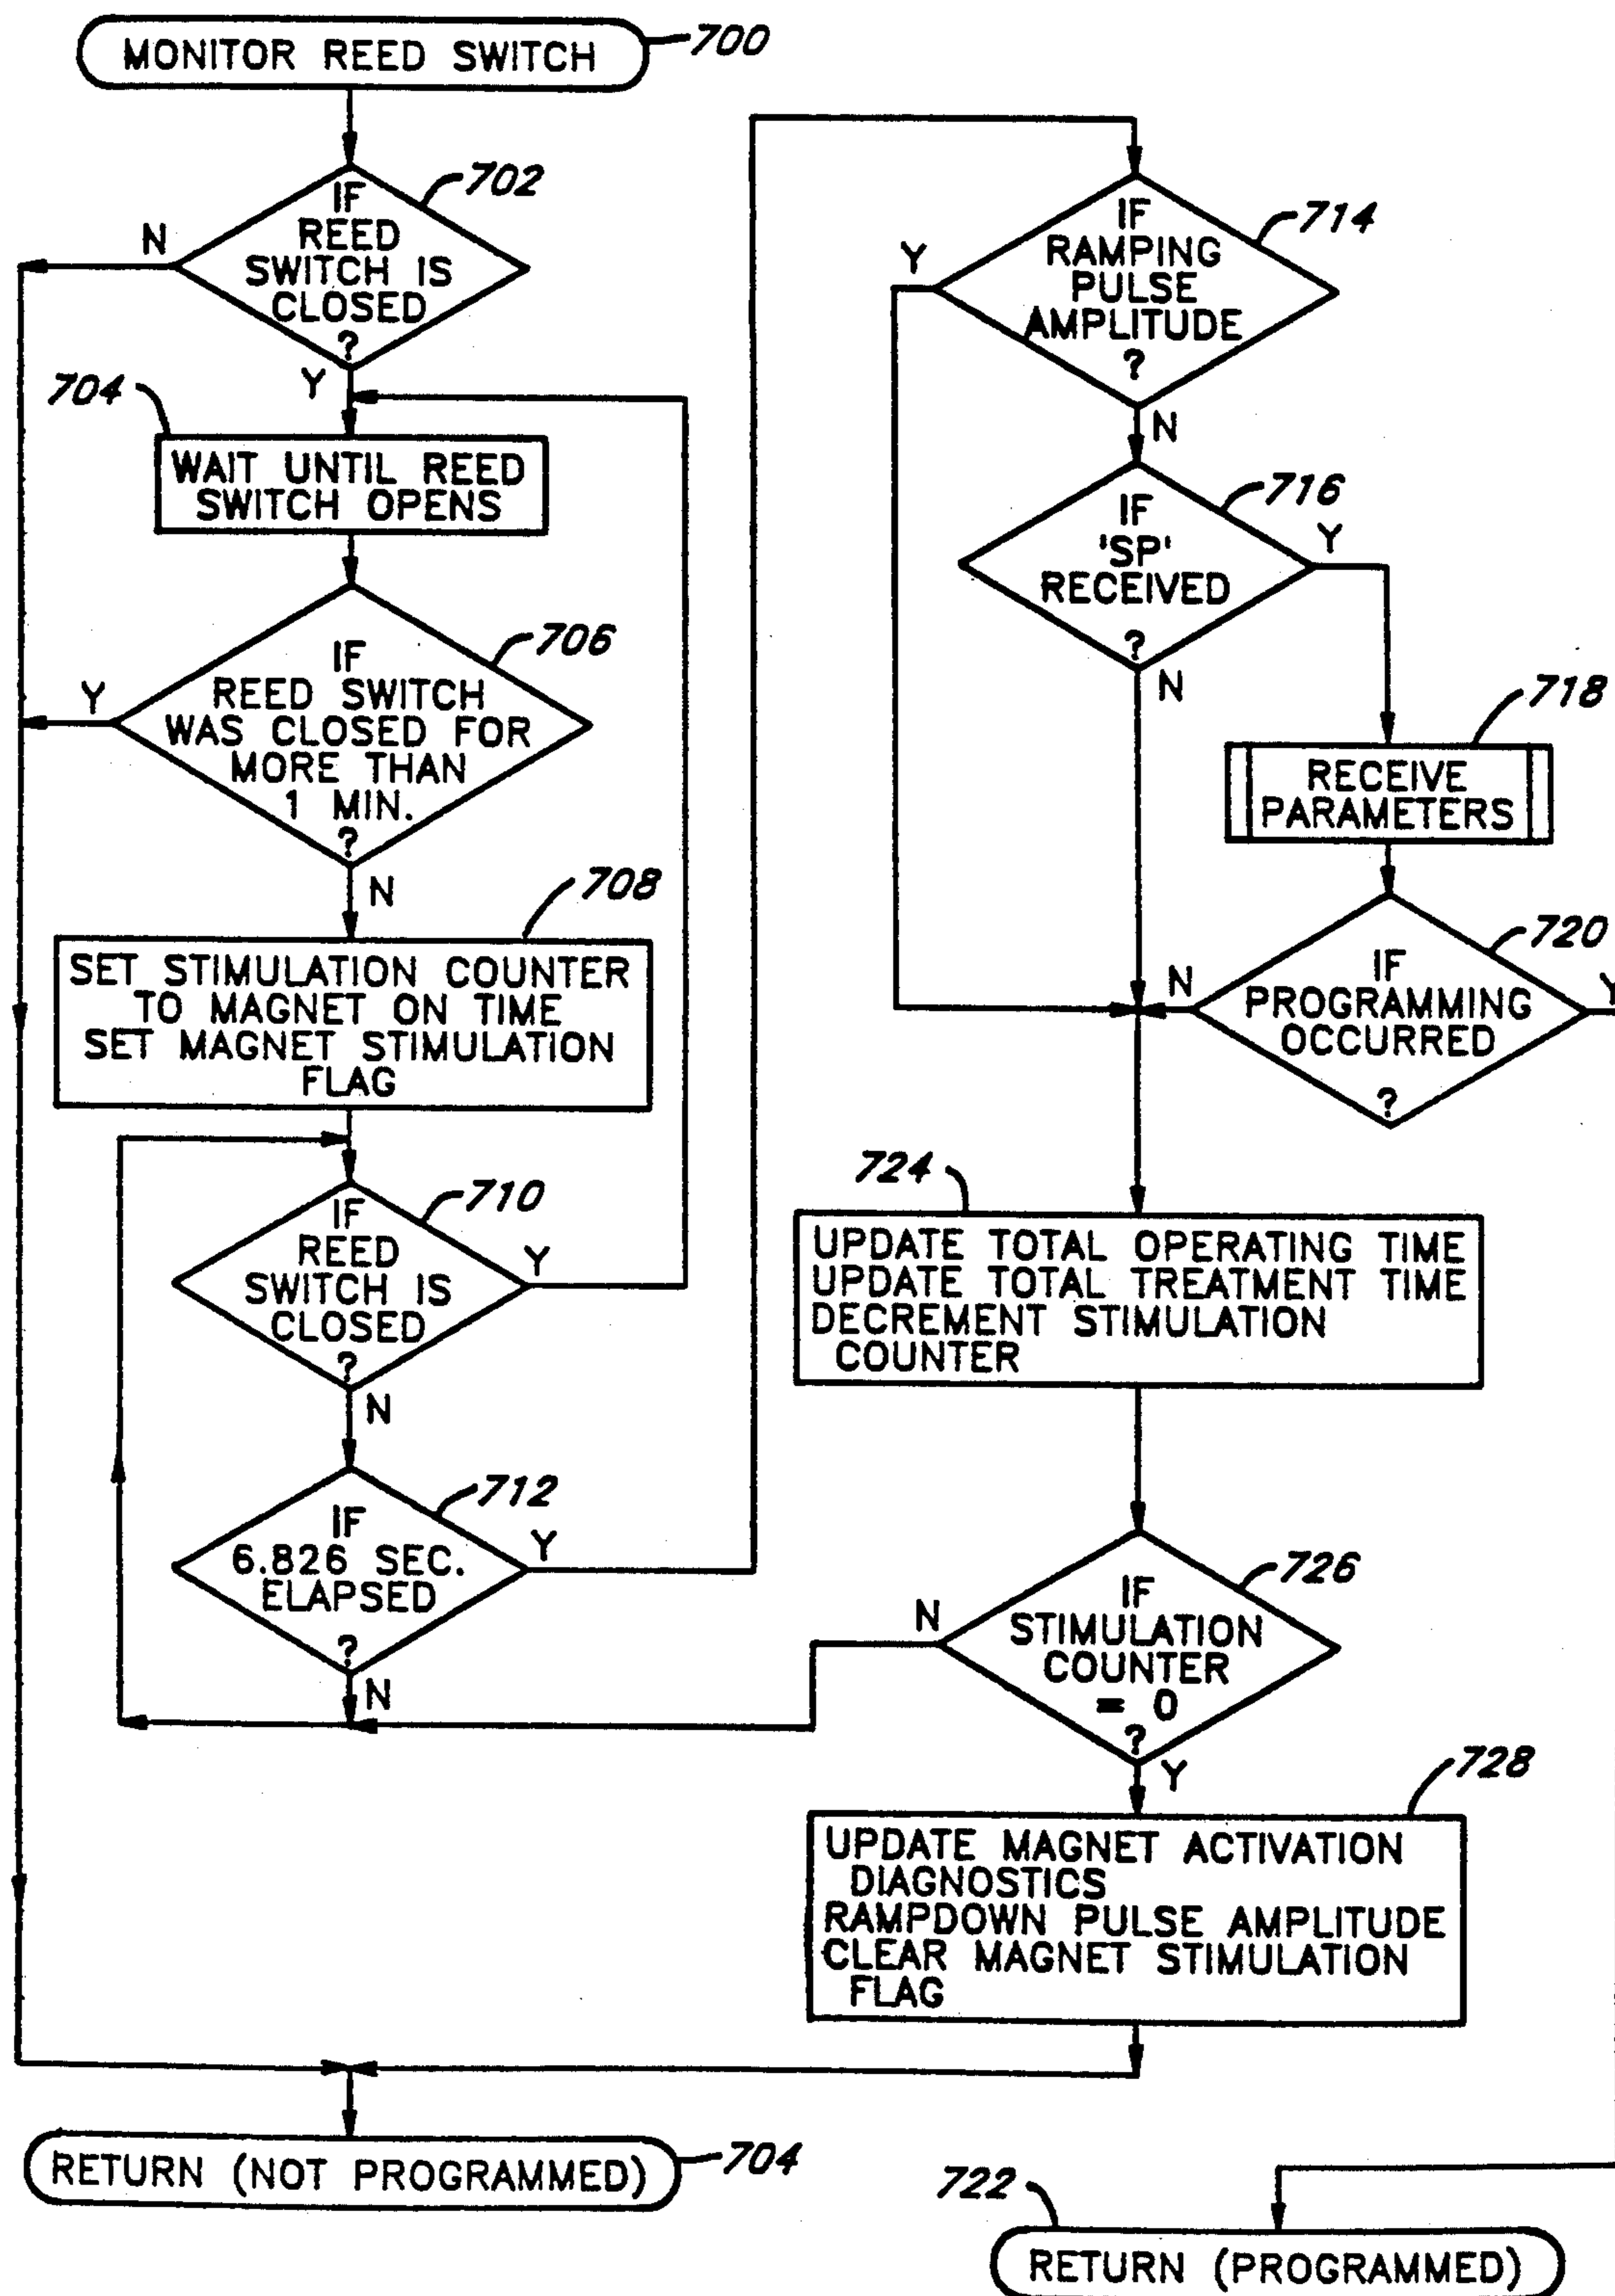 MONITOR REED SWITCH
700
702
IF
REED
SWITCH IS
CLOSED
?
N
Y
704
WAIT UNTIL REED
SWITCH OPENS
706
IF
REED SWITCH
WAS CLOSED FOR
MORE THAN
1 MIN.
?
Y
N
708
SET STIMULATION COUNTER
TO MAGNET ON TIME
SET MAGNET STIMULATION
FLAG
710
IF
REED
SWITCH IS
CLOSED
?
Y
N
712
IF
6.826 SEC.
ELAPSED
?
Y
N
714
IF
RAMPING
PULSE
AMPLITUDE
?
Y
N
716
IF
'SP'
RECEIVED
?
Y
N
718
RECEIVE
PARAMETERS
720
IF
PROGRAMMING
OCCURRED
?
N
Y
724
UPDATE TOTAL OPERATING TIME
UPDATE TOTAL TREATMENT TIME
DECREMENT STIMULATION
COUNTER
726
IF
STIMULATION
COUNTER
= 0
?
N
Y
728
UPDATE MAGNET ACTIVATION
DIAGNOSTICS
RAMPDOWN PULSE AMPLITUDE
CLEAR MAGNET STIMULATION
FLAG
RETURN (NOT PROGRAMMED)
704
722
RETURN (PROGRAMMED)